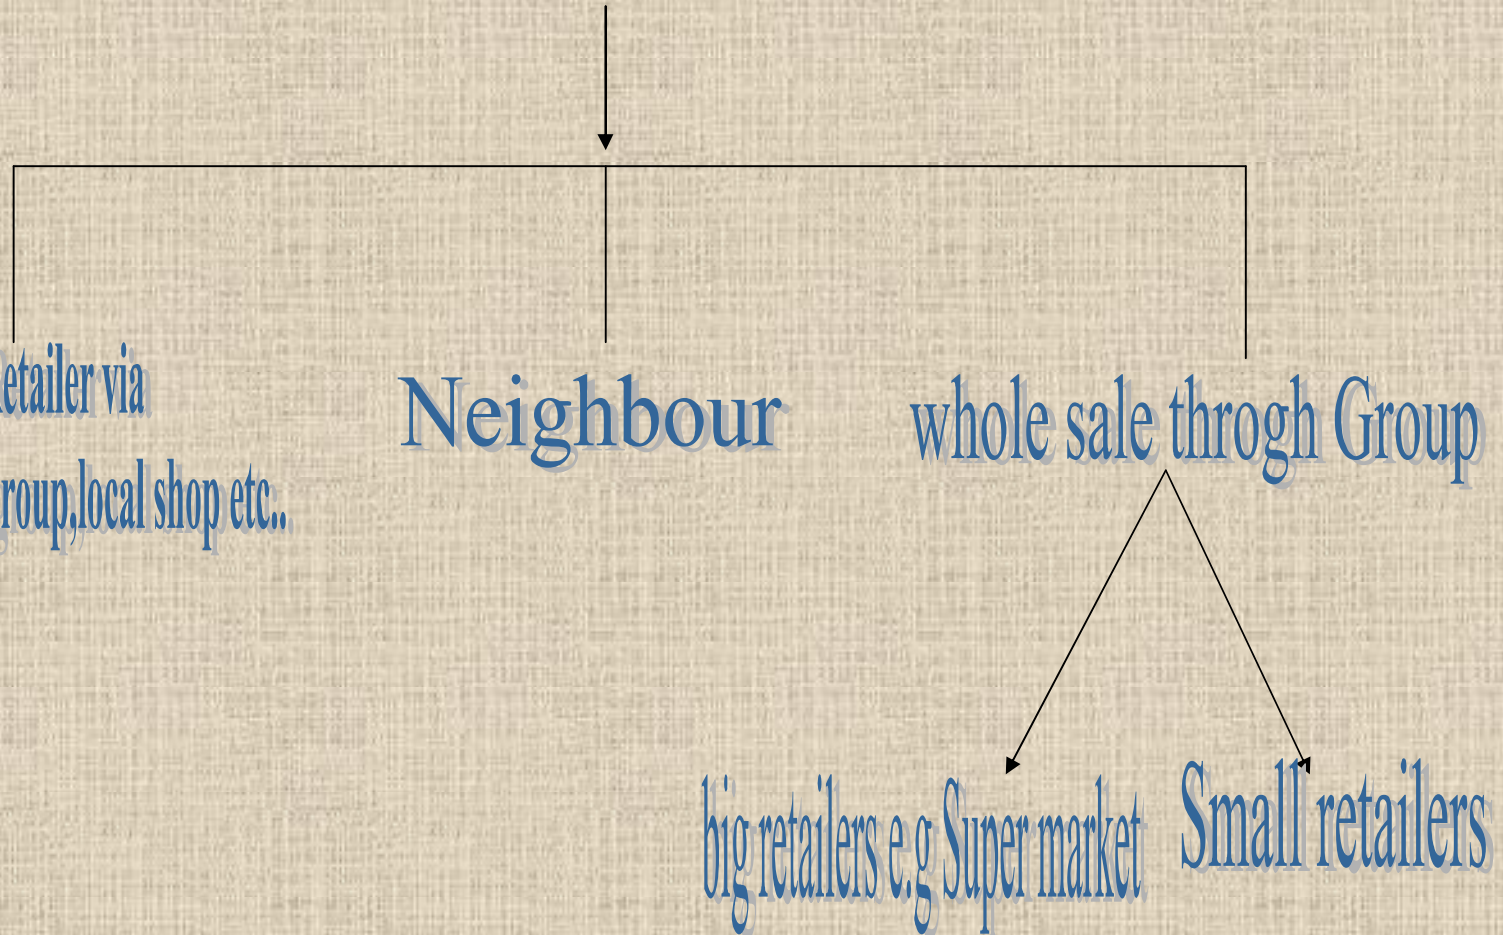 etailer via
roup,local shop etc..
Neighbour
whole sale throgh Group
big retailers e.g Super market
Small retailers